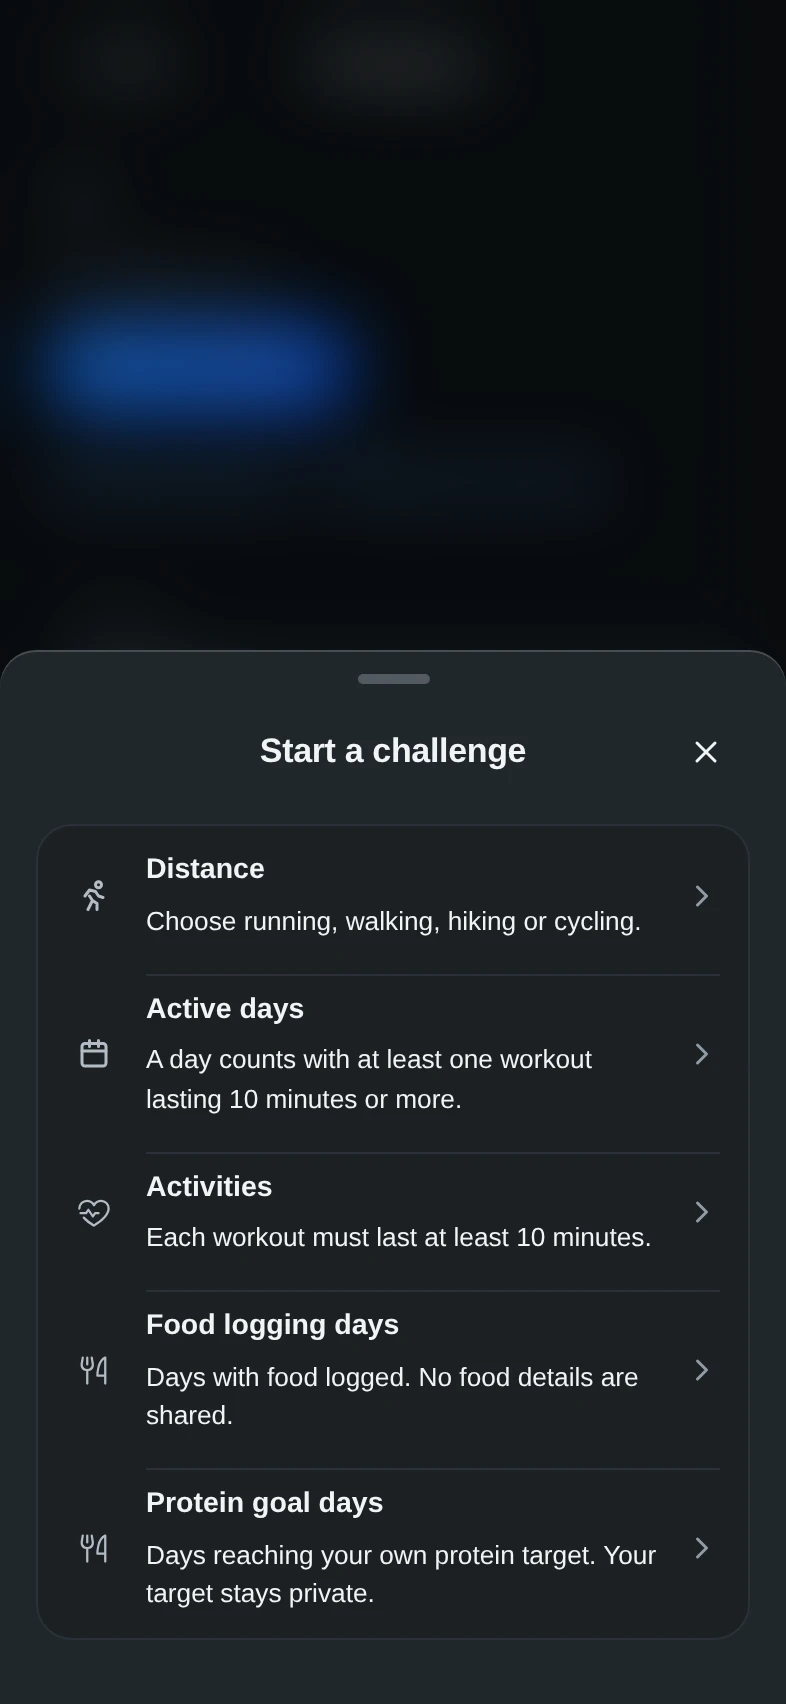 Start a challenge
Distance
Choose running, walking, hiking or cycling.
Active days
A day counts with at least one workout
lasting 10 minutes or more.
Activities
Each workout must last at least 10 minutes.
Food logging days
Days with food logged. No food details are
shared.
Protein goal days
Days reaching your own protein target. Your
target stays private.